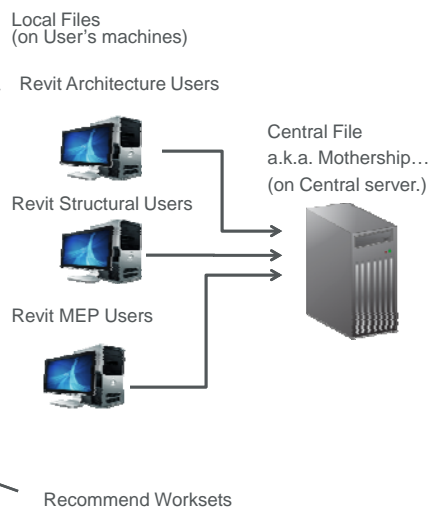 Local Files
(on User's machines)
Revit Architecture Users
Central File
a.k.a. Mothership…
(on Central server.)
Revit Structural Users
Revit MEP Users
Recommend Worksets